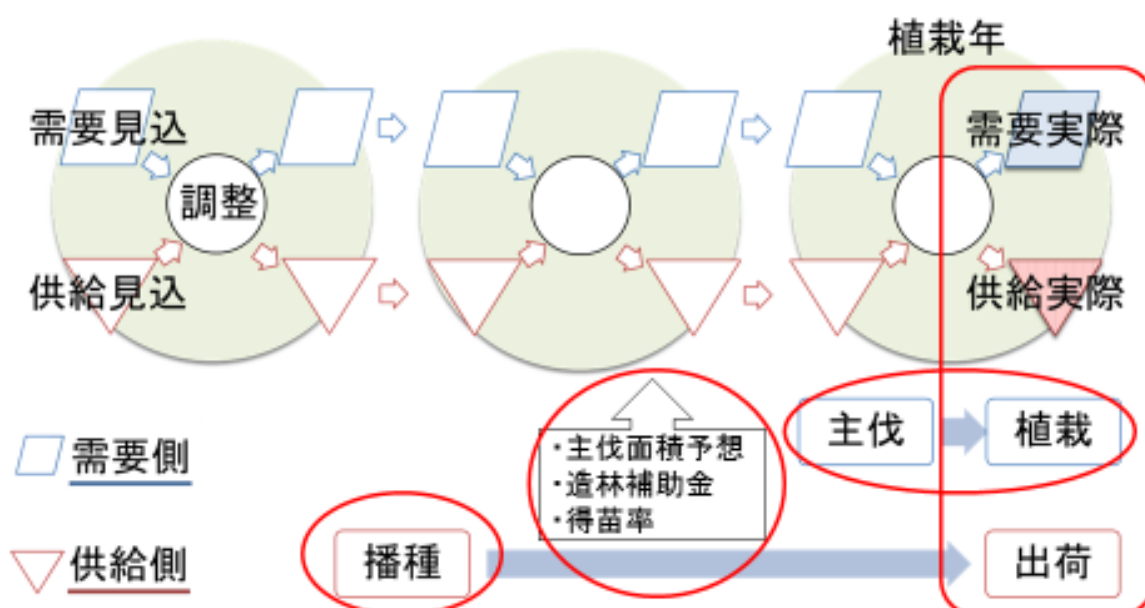 植栽年
需要見込
需要実際
調整
供給見込
供給実際
主伐
植栽
需要側
・主伐面積予想
・造林補助金
・得苗率
供給側
播種
出荷